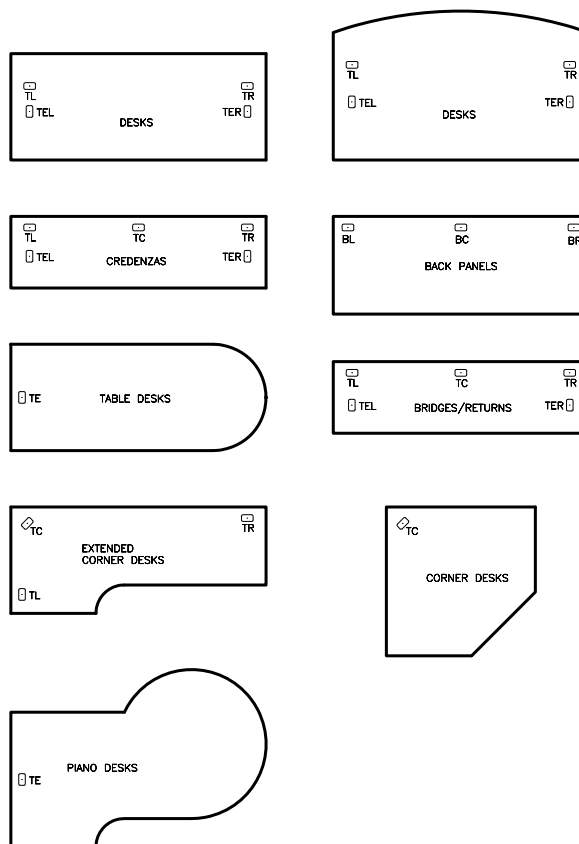 TL TR
TEL TER
DESKS
TL TR
TEL TER
DESKS
TL TC TR
TEL TER
CREDENZAS
BL BC BR
BACK PANELS
TE TABLE DESKS
TL TC TR
TEL BRIDGES/RETURNS TER
TC TR
EXTENDED
CORNER DESKS
TL
TC
CORNER DESKS
PIANO DESKS
TE